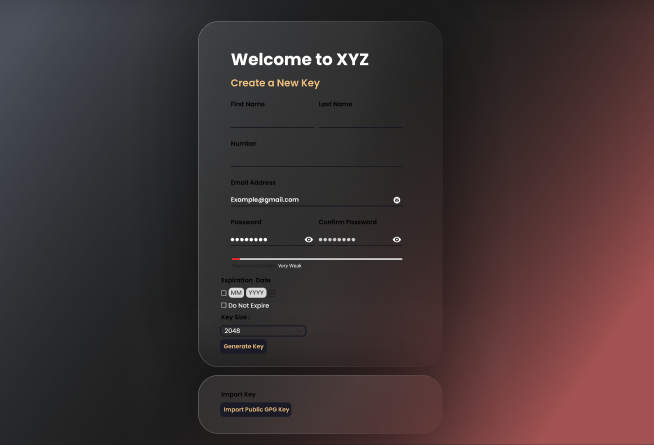 Welcome to XYZ
Create a New Key
First Name Last Name
Number
Email Address
Example@gmail.com
Password Confirm Password
Very Weak
Expiration Date
MM YYYY
Do Not Expire
Key Size :
2048
Generate Key
Import Key
Import Public GPG Key